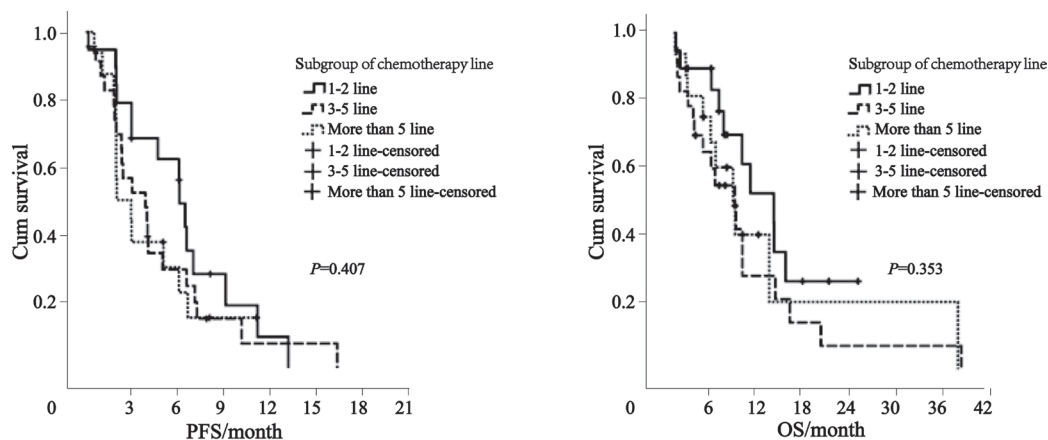 1.0
0.8
0.6
0.4
0.2
0
Cum survival
Subgroup of chemotherapy line
1-2 line
3-5 line
More than 5 line
1-2 line-censored
3-5 line-censored
More than 5 line-censored
P=0.407
3 6 9 12 15 18 21
PFS/month
1.0
0.8
0.6
0.4
0.2
0
Cum survival
Subgroup of chemotherapy line
1-2 line
3-5 line
More than 5 line
1-2 line-censored
3-5 line-censored
More than 5 line-censored
P=0.353
6 12 18 24 30 36 42
OS/month